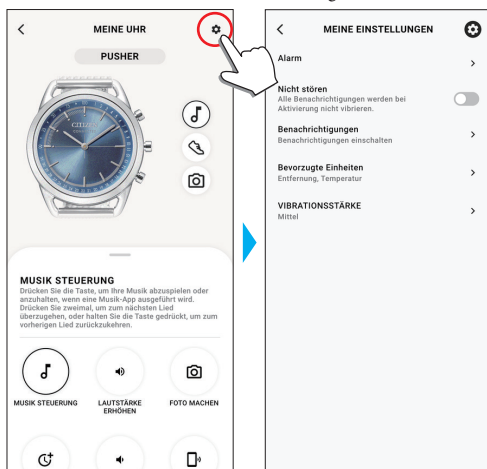 MEINE UHR
PUSHER
CITIZEN
MUSIK STEUERUNG
Drücken Sie die Taste, um Ihre Musik abzuspielen oder
anzuhalten, wenn eine Musik-App ausgeführt wird.
Drücken Sie zweimal, um zum nächsten Lied
überzugehen, oder halten Sie die Taste gedrückt, um zum
vorherigen Lied zurückzukehren.
MUSIK STEUERUNG
LAUTSTÄRKE
ERHÖHEN
FOTO MACHEN
MEINE EINSTELLUNGEN
Alarm
Nicht stören
Alle Benachrichtigungen werden bei
Aktivierung nicht vibrieren.
Benachrichtigungen
Benachrichtigungen einschalten
Bevorzugte Einheiten
Entfernung, Temperatur
VIBRATIONSSTÄRKE
Mittel